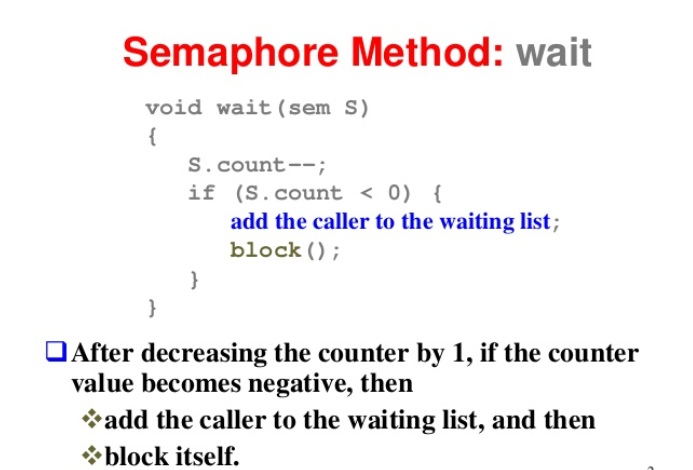 Semaphore Method: wait
void wait(sem S)
{
S.count--;
if (S.count < 0) {
add the caller to the waiting list;
block();
}
}
After decreasing the counter by 1, if the counter
value becomes negative, then
add the caller to the waiting list, and then
block itself.